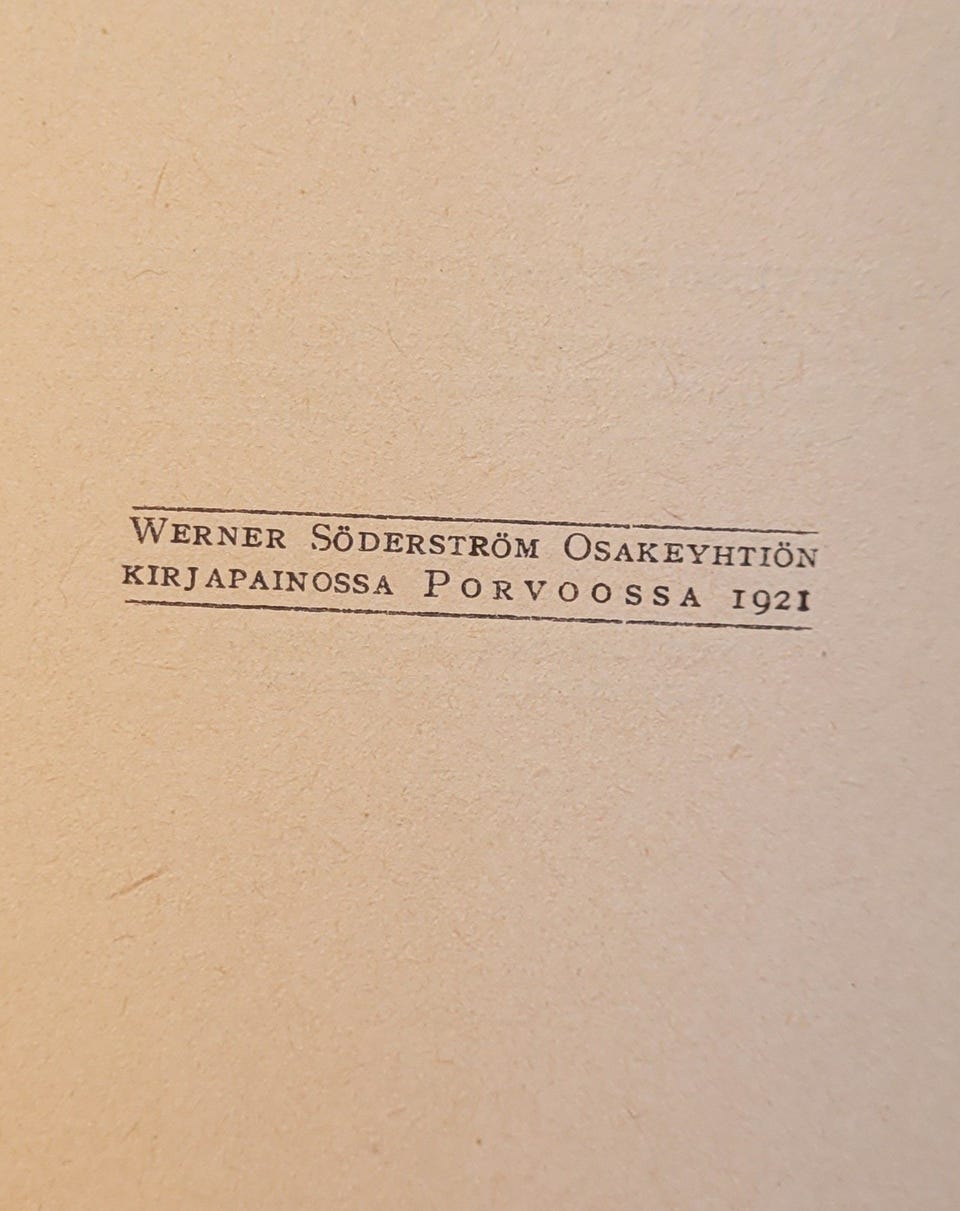 Werner Söderström Osakeyhtiön
kirjapainossa Porvoossa 1921